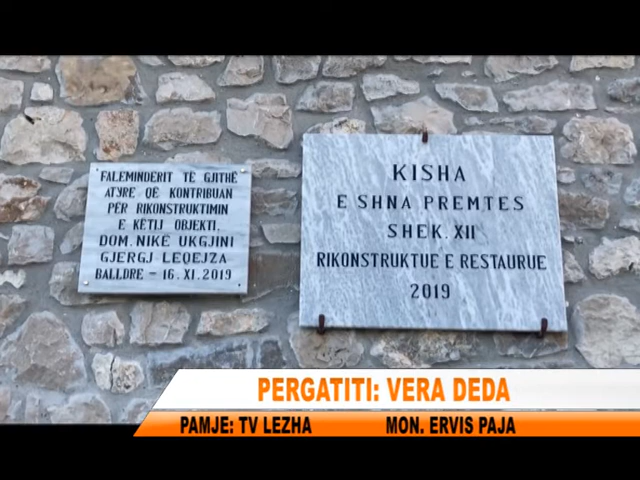 FALEMINDERIT TË GJITHË
ATYRE QË KONTRIBUAN
PËR RIKONSTRUKTIMIN
E KËTIJ OBJEKTI.
DOM. NIKË UKGJINI
GJERGJ LEQEJZA
BALLDRE – 16.XI.2019
KISHA
E SHNA PREMTES
SHEK. XII
RIKONSTRUKTUE E RESTAURUE
2019
PERGATITI: VERA DEDA
PAMJE: TV LEZHA
MON. ERVIS PAJA